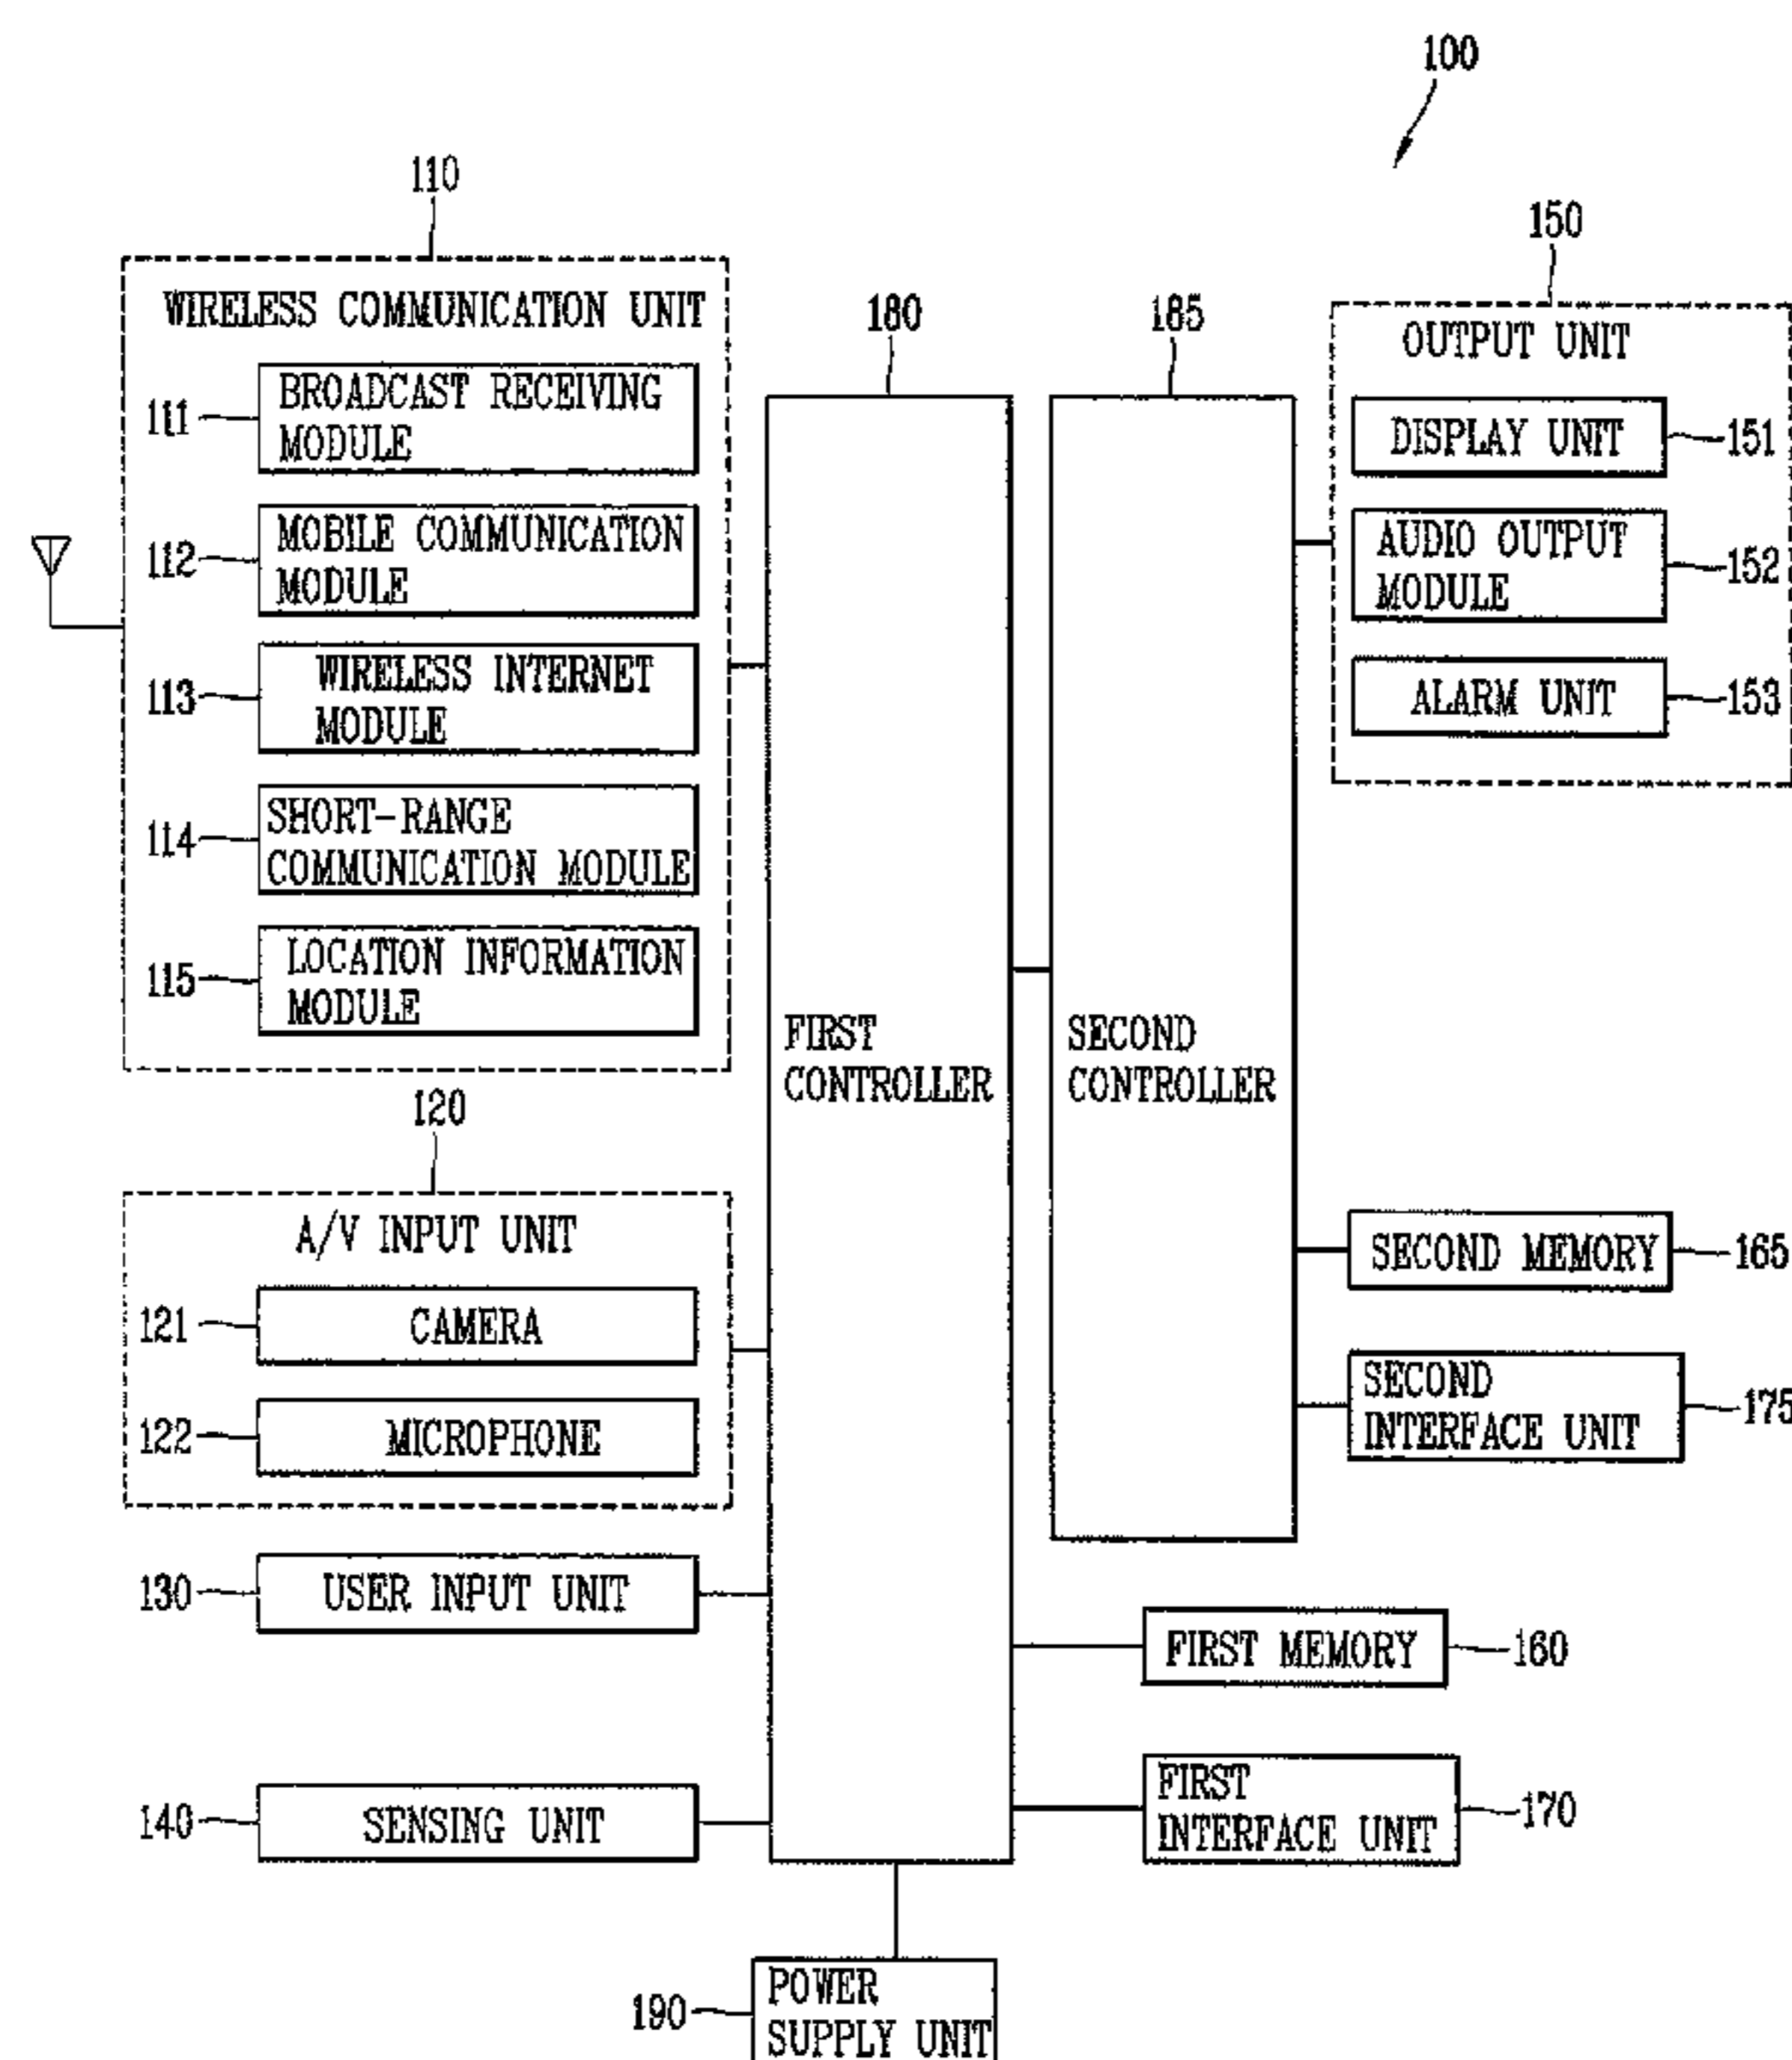 100
110
WIRELESS COMMUNICATION UNIT
111
BROADCAST RECEIVING
MODULE
112
MOBILE COMMUNICATION
MODULE
113
WIRELESS INTERNET
MODULE
114
SHORT-RANGE
COMMUNICATION MODULE
115
LOCATION INFORMATION
MODULE
120
A/V INPUT UNIT
121
CAMERA
122
MICROPHONE
130
USER INPUT UNIT
140
SENSING UNIT
180
FIRST
CONTROLLER
185
SECOND
CONTROLLER
150
OUTPUT UNIT
DISPLAY UNIT
151
AUDIO OUTPUT
MODULE
152
ALARM UNIT
153
SECOND MEMORY
165
SECOND
INTERFACE UNIT
175
FIRST MEMORY
160
FIRST
INTERFACE UNIT
170
190
POWER
SUPPLY UNIT